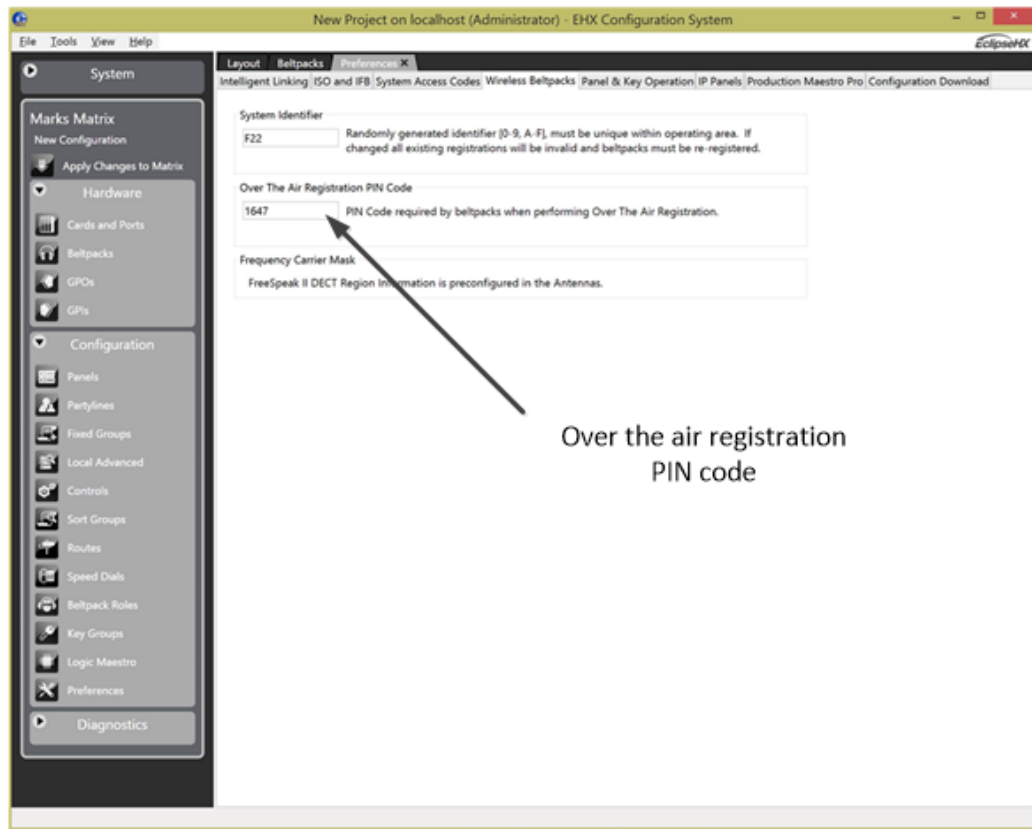 New Project on localhost (Administrator) - EHX Configuration System
File Tools View Help
EclipseHX
System
Marks Matrix
New Configuration
Apply Changes to Matrix
Hardware
Cards and Ports
Beltpacks
GPOs
GPIs
Configuration
Panels
Partylines
Fixed Groups
Local Advanced
Controls
Sort Groups
Routes
Speed Dials
Beltpack Roles
Key Groups
Logic Maestro
Preferences
Diagnostics
Layout Beltpacks Preferences X
Intelligent Linking ISO and IFB System Access Codes Wireless Beltpacks Panel & Key Operation IP Panels Production Maestro Pro Configuration Download
System Identifier
F22
Randomly generated identifier [0-9, A-F], must be unique within operating area. If
changed all existing registrations will be invalid and beltpacks must be re-registered.
Over The Air Registration PIN Code
1647
PIN Code required by beltpacks when performing Over The Air Registration.
Frequency Carrier Mask
FreeSpeak II DECT Region Information is preconfigured in the Antennas.
Over the air registration
PIN code